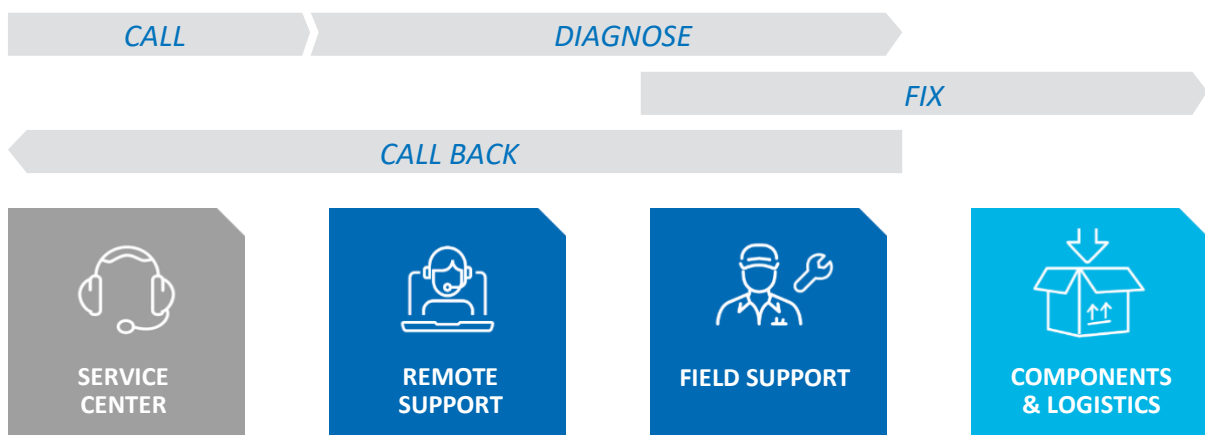 CALL
DIAGNOSE
FIX
CALL BACK
SERVICE
CENTER
REMOTE
SUPPORT
FIELD SUPPORT
COMPONENTS
& LOGISTICS